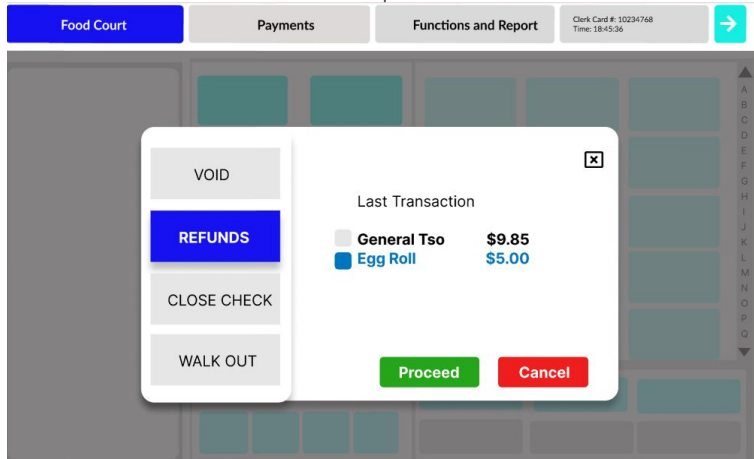 Food Court
Payments
Functions and Report
Clerk Card #: 10234768
Time: 18:45:36
A
B
C
D
E
F
G
H
I
J
K
L
M
N
O
P
Q
VOID
REFUNDS
CLOSE CHECK
WALK OUT
Last Transaction
General Tso $9.85
Egg Roll $5.00
Proceed
Cancel